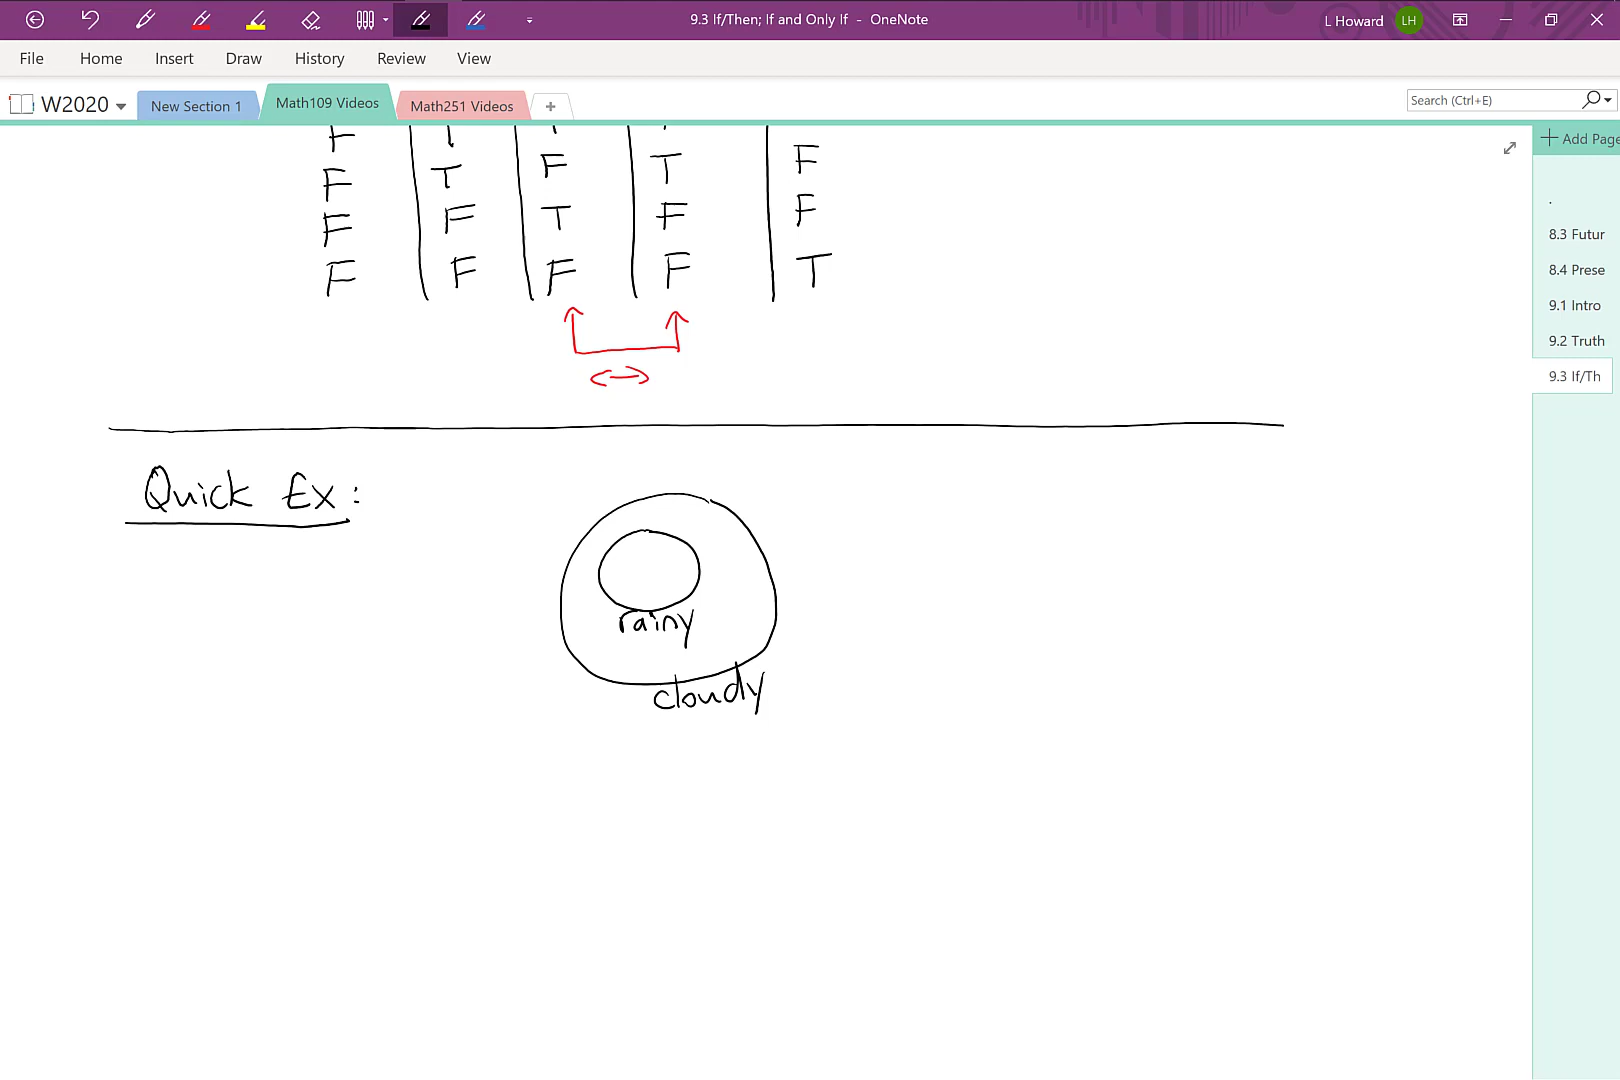 9.3 If/Then; If and Only If - OneNote
L Howard LH
File Home Insert Draw History Review View
W2020 New Section 1 Math109 Videos Math251 Videos +
Search (Ctrl+E)
Add Page
.
8.3 Futur
8.4 Prese
9.1 Intro
9.2 Truth
9.3 If/Th
F T F
F T F T F
F F T F F
F F F F T
Quick Ex:
rainy
cloudy